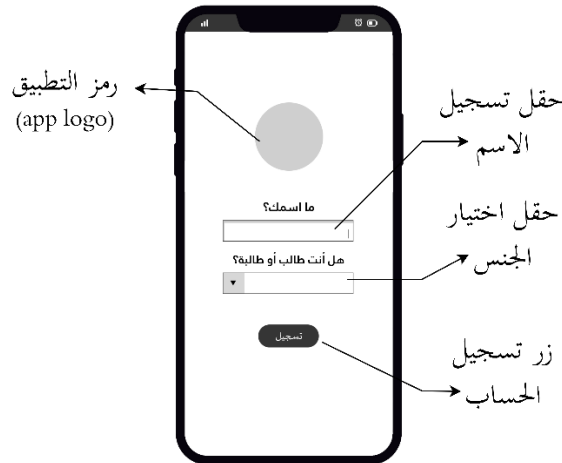 رمز التطبيق
(app logo)
حقل تسجيل
الاسم
ما اسمك؟
حقل اختيار
الجنس
هل أنت طالب أو طالبة؟
تسجيل
زر تسجيل
الحساب